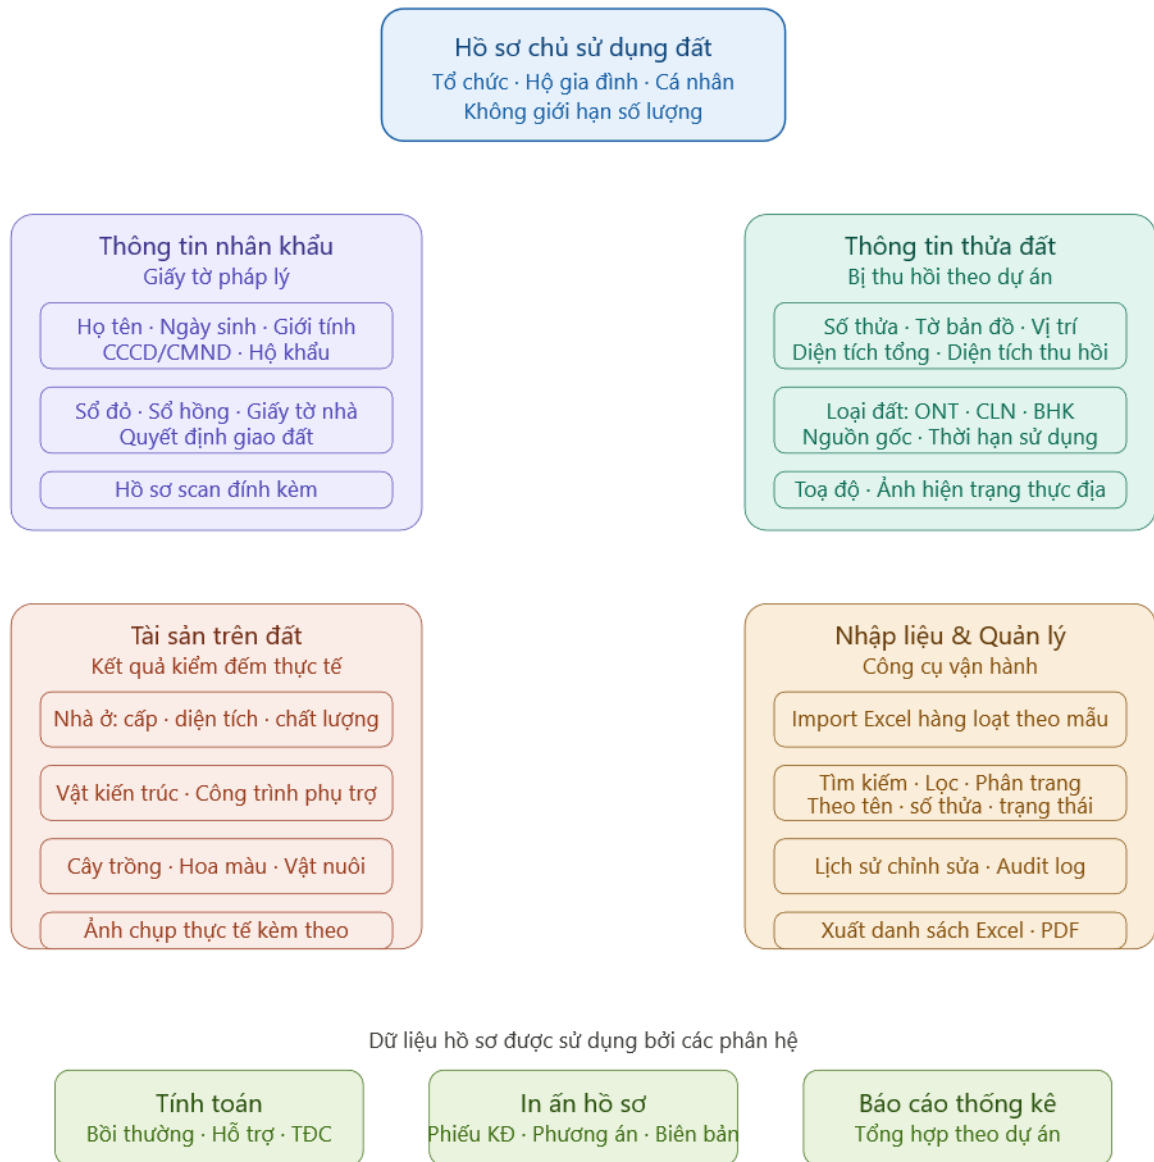 Hồ sơ chủ sử dụng đất
Tổ chức · Hộ gia đình · Cá nhân
Không giới hạn số lượng
Thông tin nhân khẩu
Giấy tờ pháp lý
Họ tên · Ngày sinh · Giới tính
CCCD/CMND · Hộ khẩu
Sổ đỏ · Sổ hồng · Giấy tờ nhà
Quyết định giao đất
Hồ sơ scan đính kèm
Thông tin thửa đất
Bị thu hồi theo dự án
Số thửa · Tờ bản đồ · Vị trí
Diện tích tổng · Diện tích thu hồi
Loại đất: ONT · CLN · BHK
Nguồn gốc · Thời hạn sử dụng
Toạ độ · Ảnh hiện trạng thực địa
Tài sản trên đất
Kết quả kiểm đếm thực tế
Nhà ở: cấp · diện tích · chất lượng
Vật kiến trúc · Công trình phụ trợ
Cây trồng · Hoa màu · Vật nuôi
Ảnh chụp thực tế kèm theo
Nhập liệu & Quản lý
Công cụ vận hành
Import Excel hàng loạt theo mẫu
Tìm kiếm · Lọc · Phân trang
Theo tên · số thửa · trạng thái
Lịch sử chỉnh sửa · Audit log
Xuất danh sách Excel · PDF
Dữ liệu hồ sơ được sử dụng bởi các phân hệ
Tính toán
Bồi thường · Hỗ trợ · TĐC
In ấn hồ sơ
Phiếu KĐ · Phương án · Biên bản
Báo cáo thống kê
Tổng hợp theo dự án